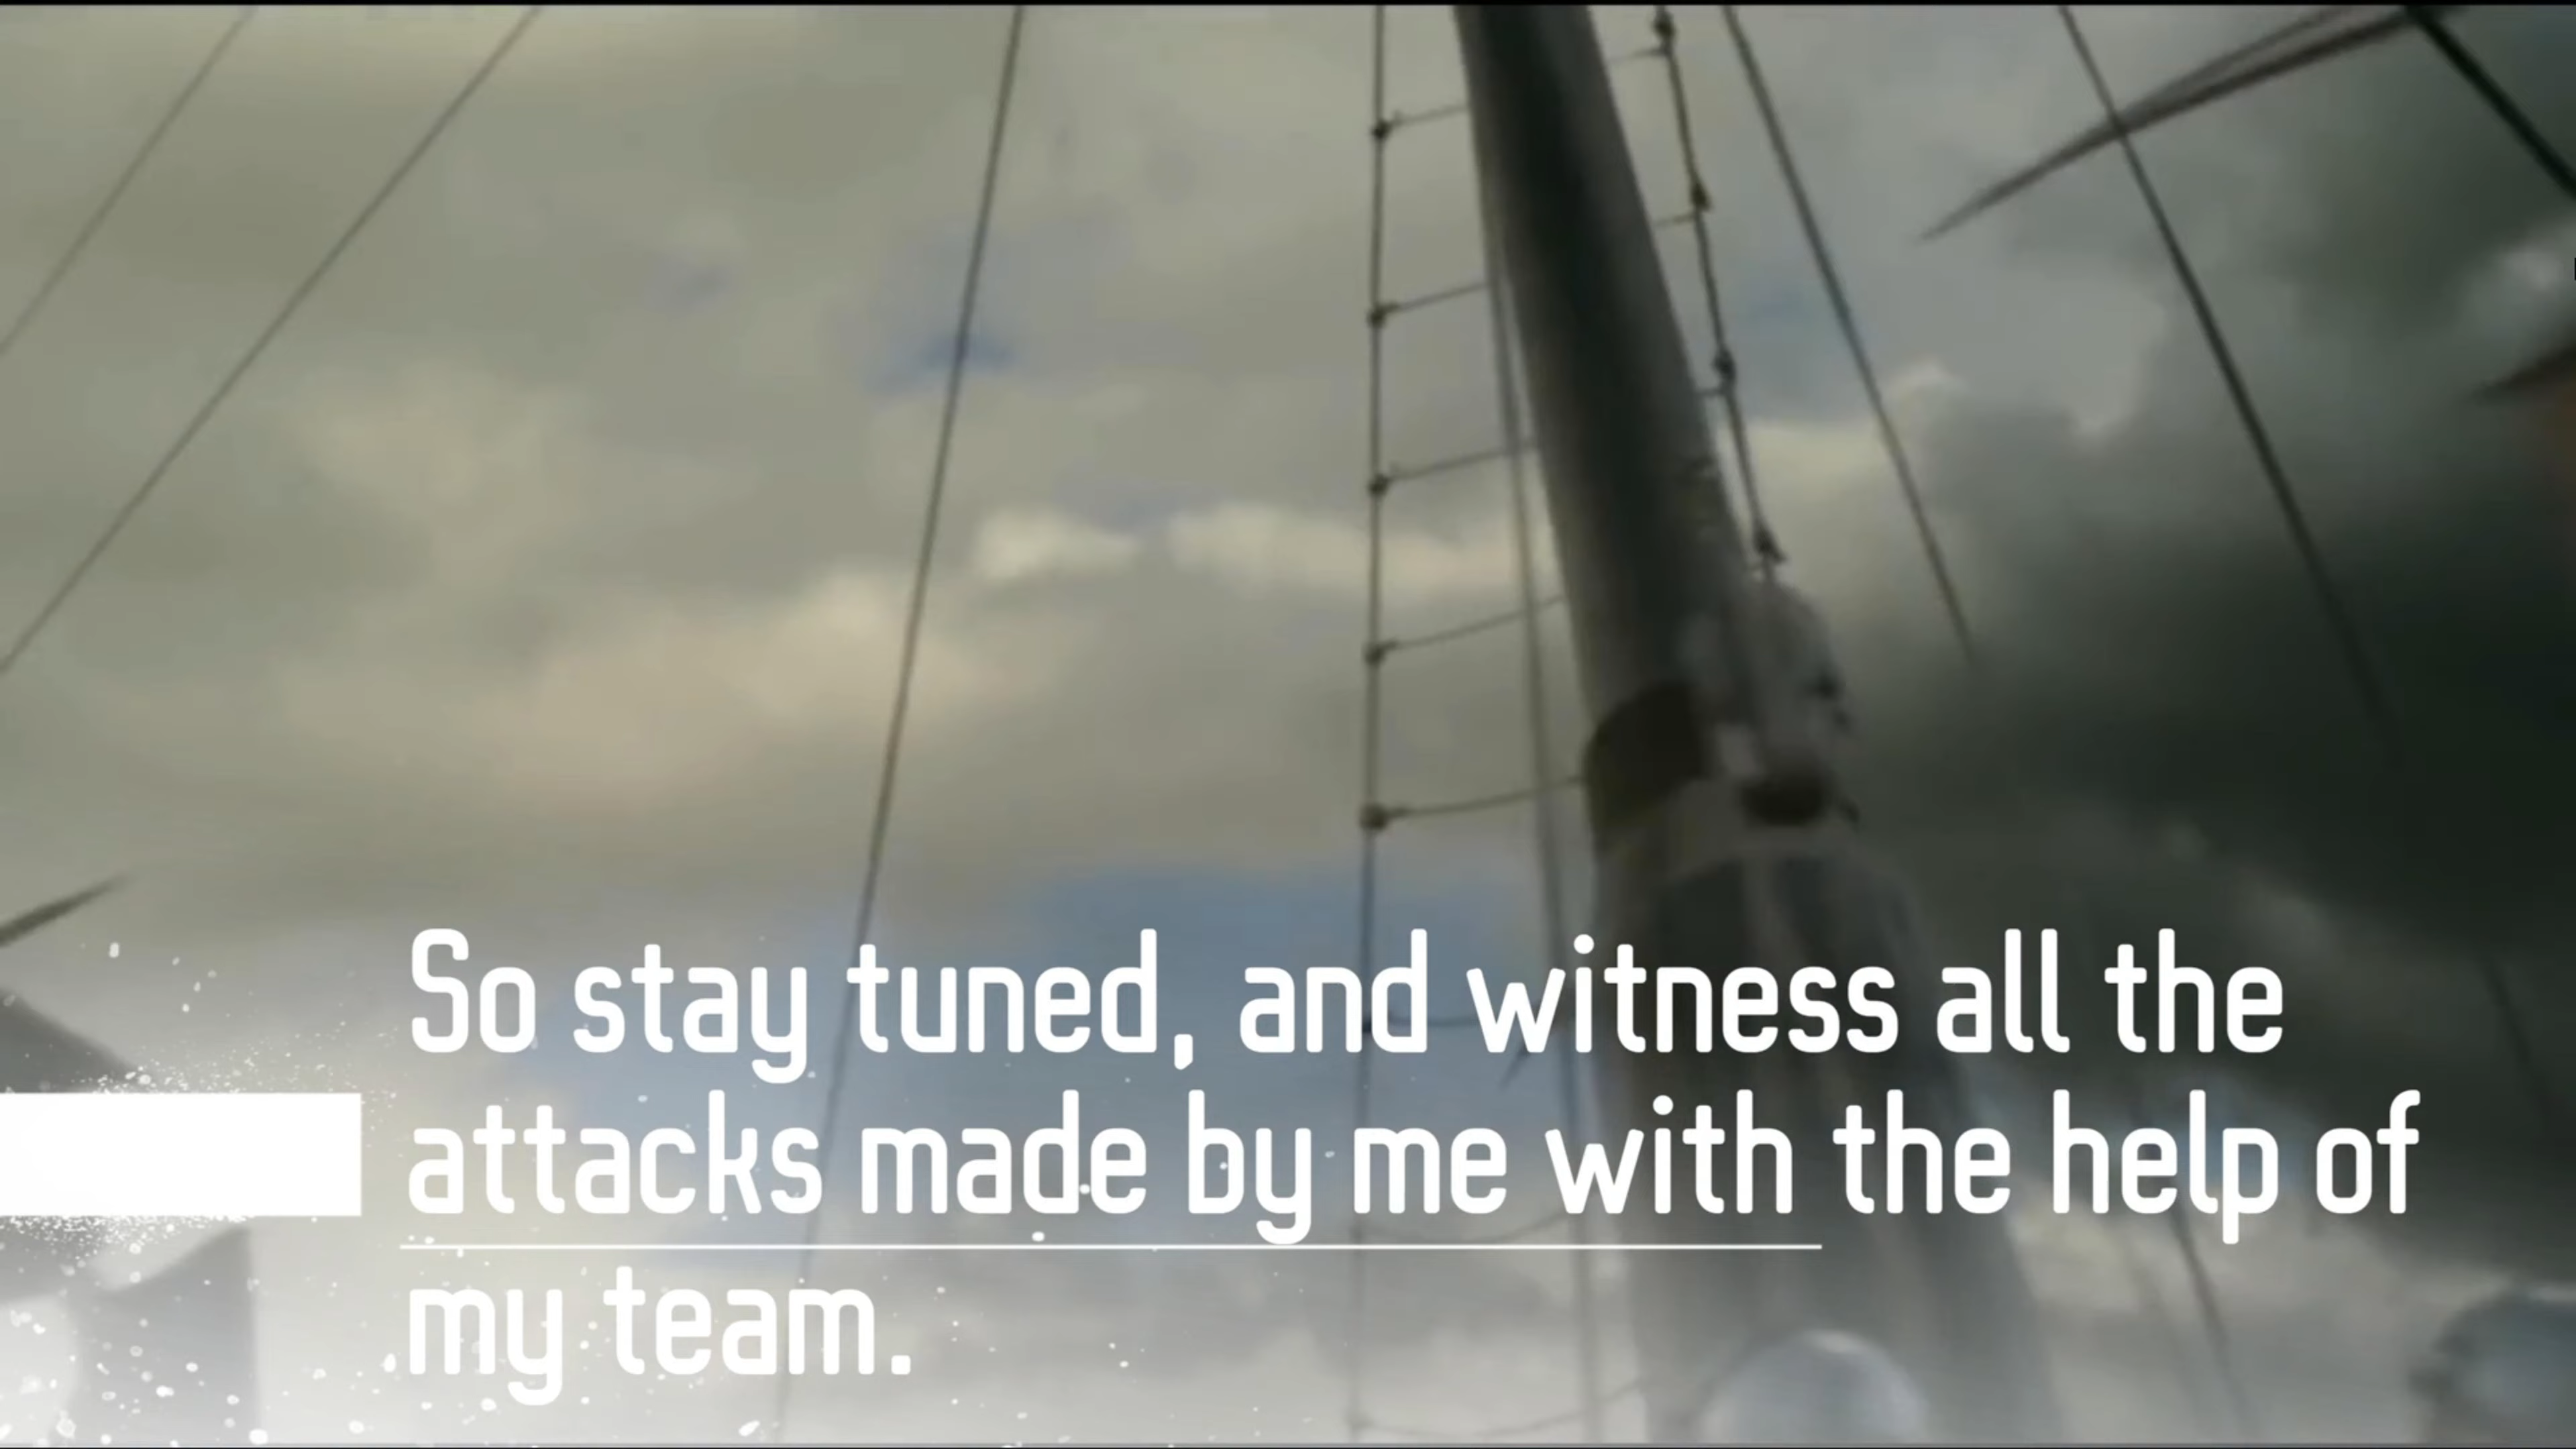 So stay tuned, and witness all the
attacks made by me with the help of
my team.